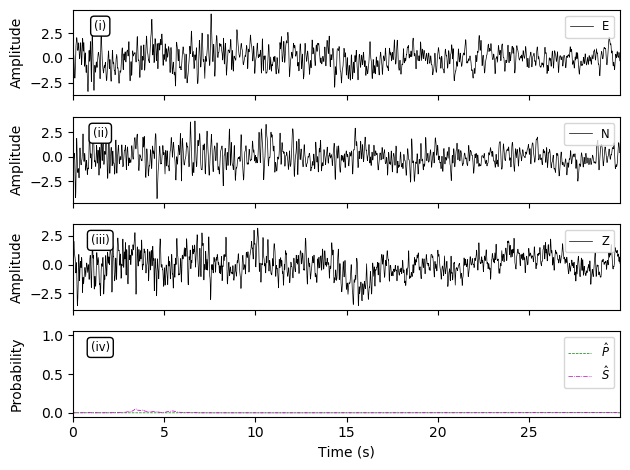 (i)
E
Amplitude
2.5
0.0
−2.5
(ii)
N
Amplitude
2.5
0.0
−2.5
(iii)
Z
Amplitude
2.5
0.0
−2.5
(iv)
P̂
Ŝ
Probability
1.0
0.5
0.0
0 5 10 15 20 25
Time (s)